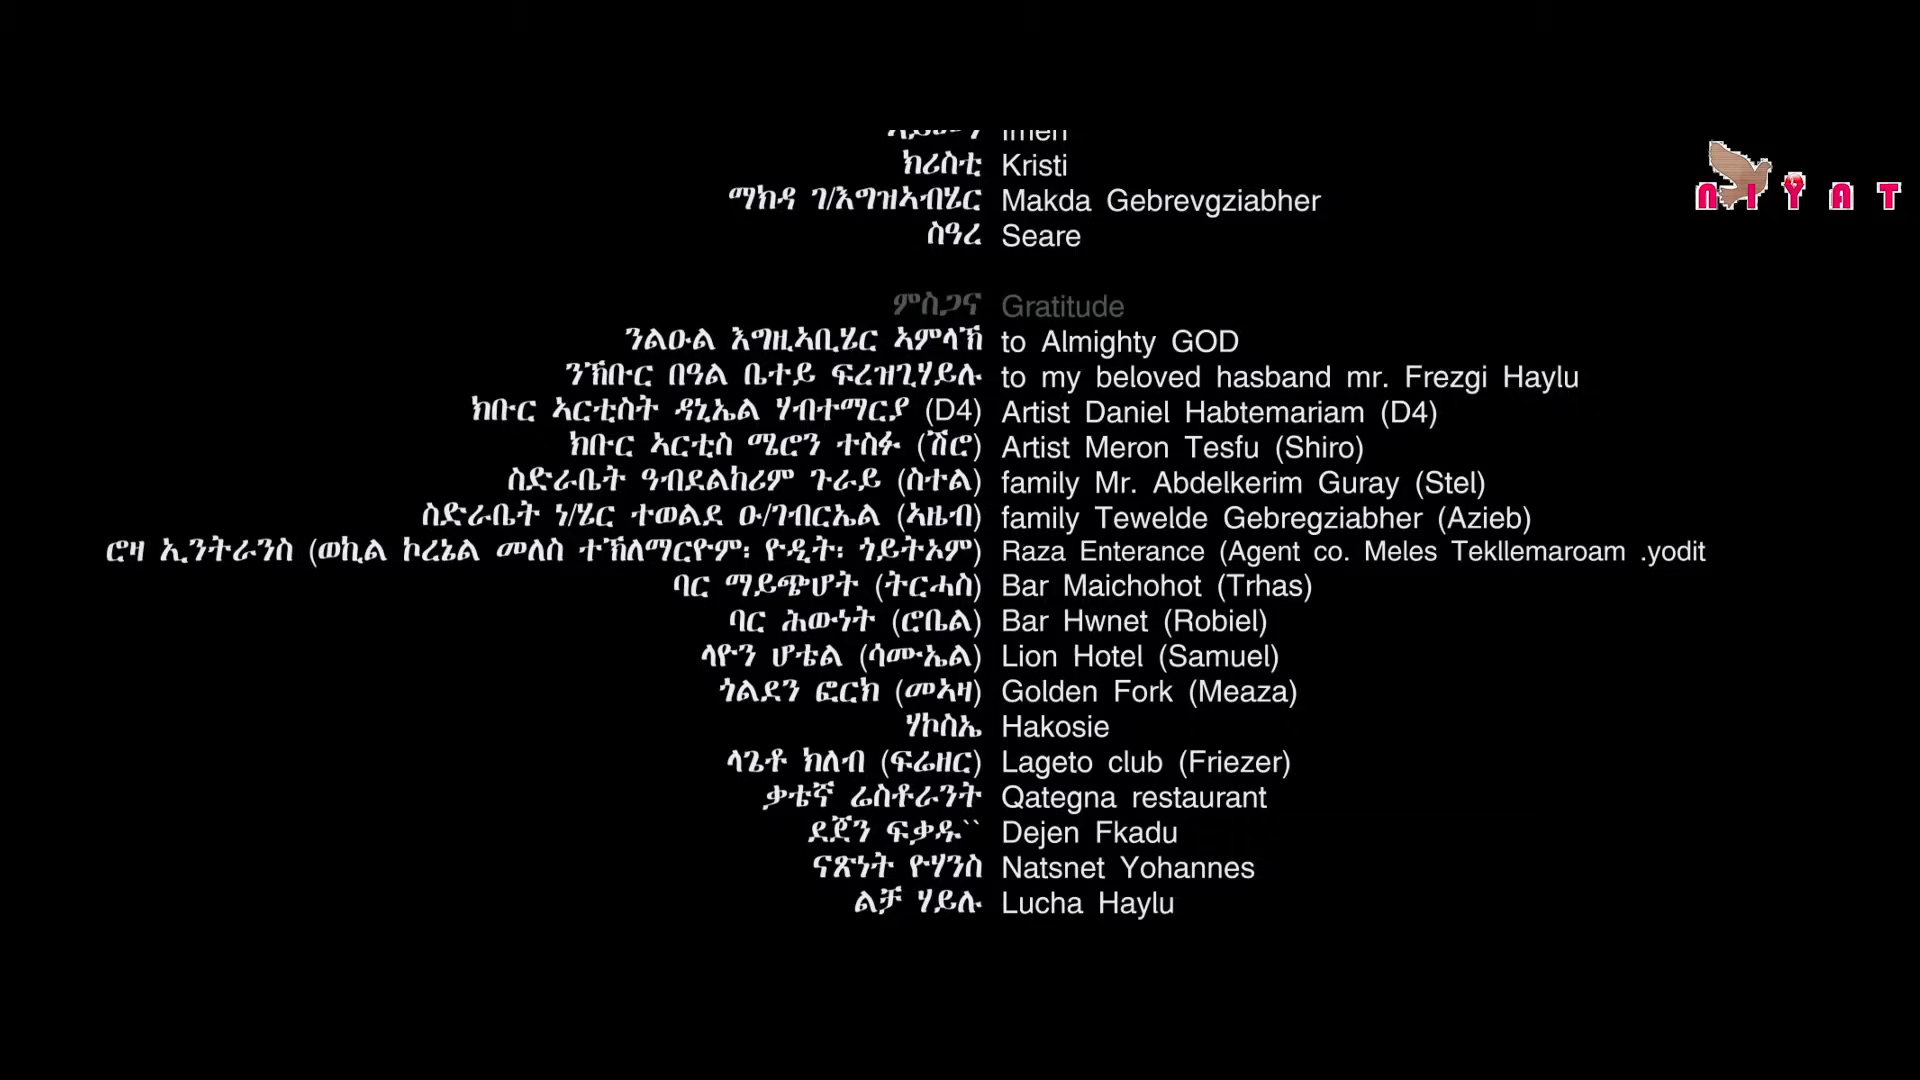 ክሪስቲ Kristi
ማክዳ ገ/እግዝኣብሄር Makda Gebrevgziabher
ስዓረ Seare
ምስጋና Gratitude
ንልዑል እግዚኣቢሄር ኣምላኽ to Almighty GOD
ንኽቡር በዓል ቤተይ ፍረዝጊሃይሉ to my beloved hasband mr. Frezgi Haylu
ክቡር ኣርቲስት ዳኒኤል ሃብተማርያ (D4) Artist Daniel Habtemariam (D4)
ክቡር ኣርቲስ ሜሮን ተስፉ (ሽሮ) Artist Meron Tesfu (Shiro)
ስድራቤት ዓብደልከሪም ጉራይ (ስተል) family Mr. Abdelkerim Guray (Stel)
ስድራቤት ነ/ሄር ተወልደ ዑ/ገብርኤል (ኣዜብ) family Tewelde Gebregziabher (Azieb)
ሮዛ ኢንትራንስ (ወኪል ኮረኔል መለስ ተኽለማርዮም፡ ዮዲት፡ ጎይትኦም) Raza Enterance (Agent co. Meles Tekllemaroam .yodit
ባር ማይጭሆት (ትርሓስ) Bar Maichohot (Trhas)
ባር ሕውነት (ሮቤል) Bar Hwnet (Robiel)
ላዮን ሆቴል (ሳሙኤል) Lion Hotel (Samuel)
ጎልደን ፎርክ (መኣዛ) Golden Fork (Meaza)
ሃኮስኤ Hakosie
ላጌቶ ክለብ (ፍሬዘር) Lageto club (Friezer)
ቃቴኛ ሬስቶራንት Qategna restaurant
ደጀን ፍቃዱ`` Dejen Fkadu
ናጽነት ዮሃንስ Natsnet Yohannes
ልቻ ሃይሉ Lucha Haylu
NIYAT